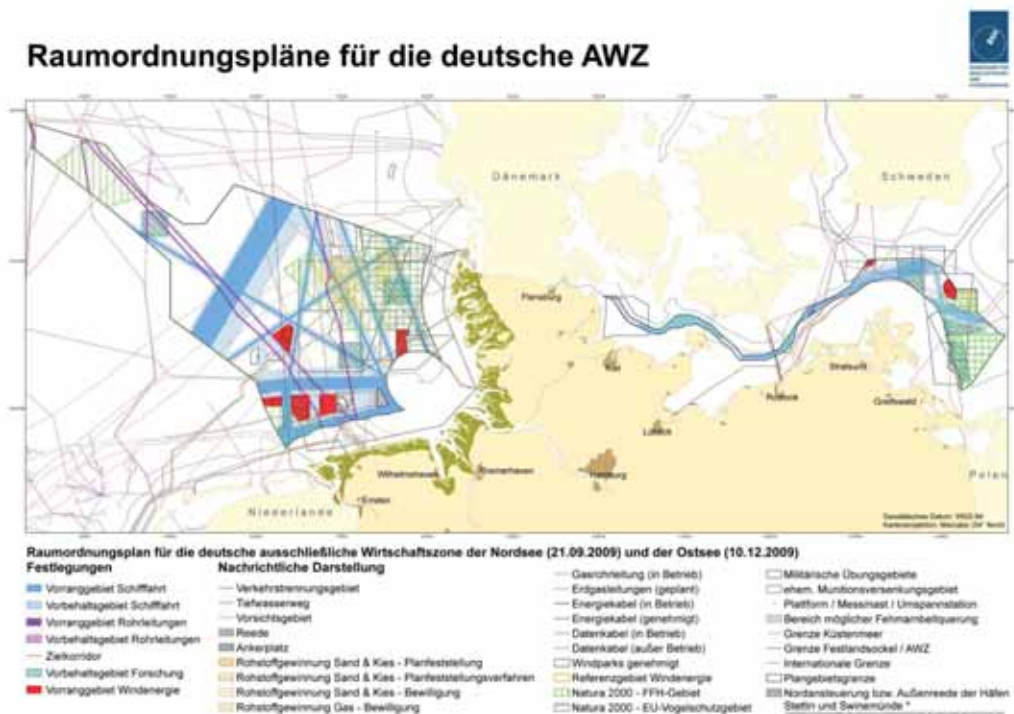 Raumordnungspläne für die deutsche AWZ
Dänemark
Schweden
Flensburg
Kiel
Stralsund
Rostock
Greifswald
Lübeck
Wilhelmshaven
Bremerhaven
Hamburg
Polen
Emden
Niederlande
Raumordnungsplan für die deutsche ausschließliche Wirtschaftszone der Nordsee (21.09.2009) und der Ostsee (10.12.2009)
Festlegungen
Vorranggebiet Schifffahrt
Vorbehaltsgebiet Schifffahrt
Vorranggebiet Rohrleitungen
Vorbehaltsgebiet Rohrleitungen
Zielkorridor
Vorbehaltsgebiet Forschung
Vorranggebiet Windenergie
Nachrichtliche Darstellung
Verkehrstrennungsgebiet
Tiefwasserweg
Vorsichtsgebiet
Reede
Ankerplatz
Rohstoffgewinnung Sand & Kies - Planfeststellung
Rohstoffgewinnung Sand & Kies - Planfeststellungsverfahren
Rohstoffgewinnung Sand & Kies - Bewilligung
Rohstoffgewinnung Gas - Bewilligung
Gasrohrleitung (in Betrieb)
Erdgasleitungen (geplant)
Energiekabel (in Betrieb)
Energiekabel (genehmigt)
Datenkabel (in Betrieb)
Datenkabel (außer Betrieb)
Windparks genehmigt
Referenzgebiet Windenergie
Natura 2000 - FFH-Gebiet
Natura 2000 - EU-Vogelschutzgebiet
Militärische Übungsgebiete
ehem. Munitionsversenkungsgebiet
Plattform / Messmast / Umspannstation
Bereich möglicher Fehmarnbeltquerung
Grenze Küstenmeer
Grenze Festlandsockel / AWZ
Internationale Grenze
Plangebietsgrenze
Nordansteuerung bzw. Außenreede der Häfen
Stettin und Swinemünde *